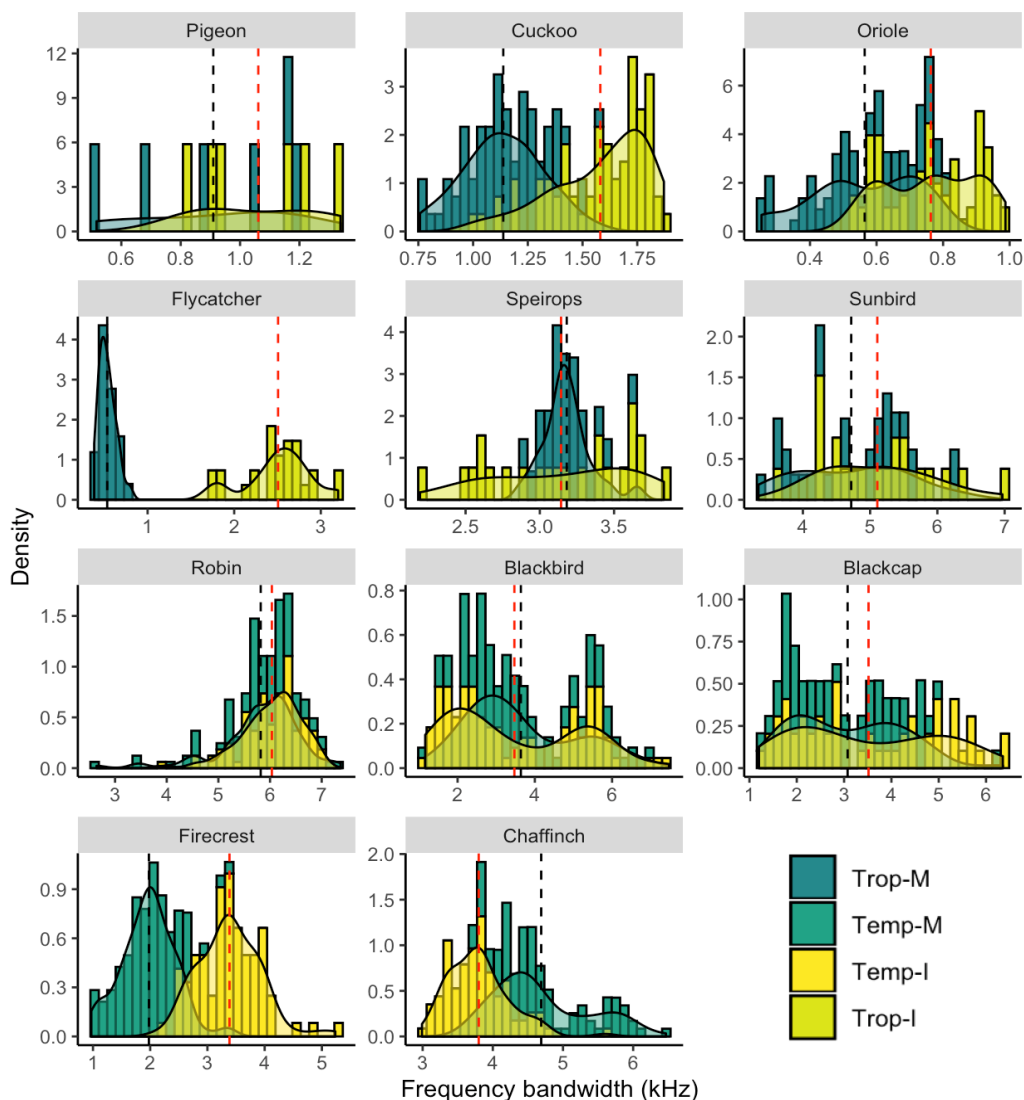 Pigeon Cuckoo Oriole
12
9
6
3
0
0.6 0.8 1.0 1.2
3
2
1
0
0.75 1.00 1.25 1.50 1.75
6
4
2
0
0.4 0.6 0.8 1.0
Flycatcher Speirops Sunbird
4
3
2
1
0
1 2 3
4
3
2
1
0
2.5 3.0 3.5
2.0
1.5
1.0
0.5
0.0
4 5 6 7
Density
Robin Blackbird Blackcap
1.5
1.0
0.5
0.0
3 4 5 6 7
0.8
0.6
0.4
0.2
0.0
2 4 6
1.00
0.75
0.50
0.25
0.00
1 2 3 4 5 6
Firecrest Chaffinch
0.9
0.6
0.3
0.0
1 2 3 4 5
2.0
1.5
1.0
0.5
0.0
3 4 5 6
Trop-M
Temp-M
Temp-I
Trop-I
Frequency bandwidth (kHz)